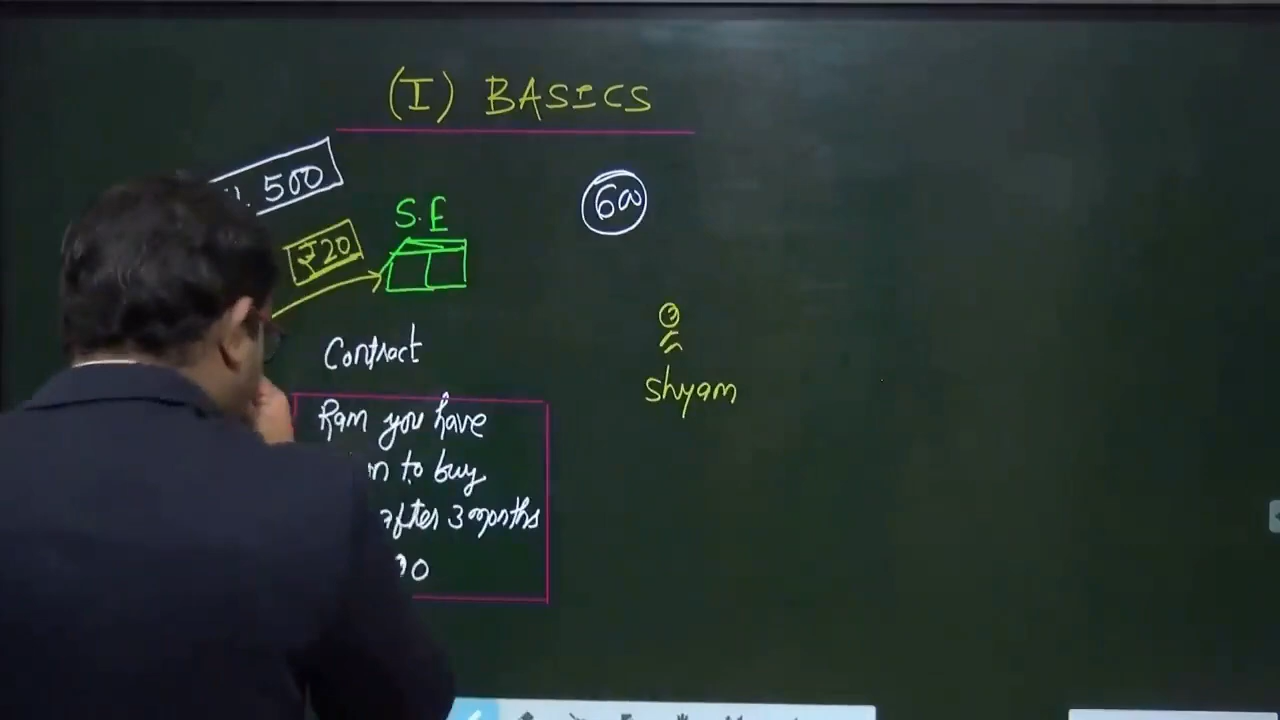 (I) BASICS
500
₹20
S.E
600
Contract
shyam
Ram you have
to buy
after 3 months